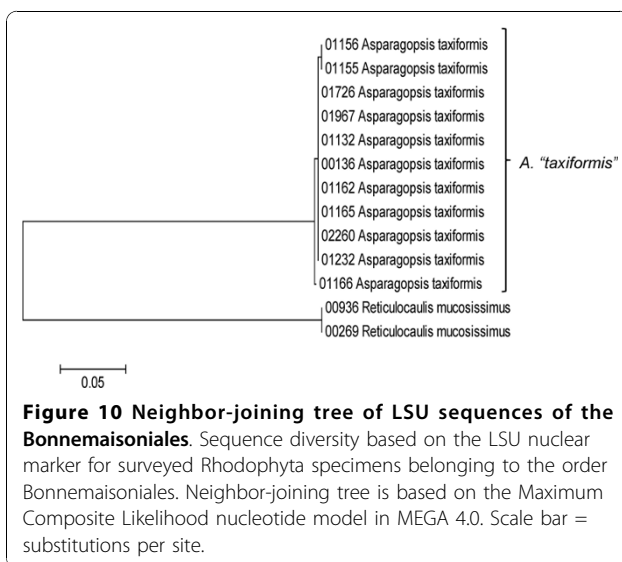 01156 Asparagopsis taxiformis
01155 Asparagopsis taxiformis
01726 Asparagopsis taxiformis
01967 Asparagopsis taxiformis
01132 Asparagopsis taxiformis
00136 Asparagopsis taxiformis
A. "taxiformis"
01162 Asparagopsis taxiformis
01165 Asparagopsis taxiformis
02260 Asparagopsis taxiformis
01232 Asparagopsis taxiformis
01166 Asparagopsis taxiformis
00936 Reticulocaulis mucosissimus
00269 Reticulocaulis mucosissimus
0.05
Figure 10 Neighbor-joining tree of LSU sequences of the
Bonnemaisoniales. Sequence diversity based on the LSU nuclear
marker for surveyed Rhodophyta specimens belonging to the order
Bonnemaisoniales. Neighbor-joining tree is based on the Maximum
Composite Likelihood nucleotide model in MEGA 4.0. Scale bar =
substitutions per site.